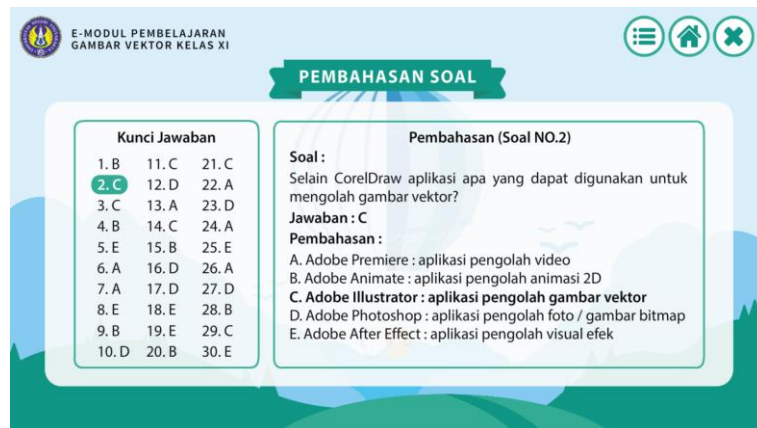 E-MODUL PEMBELAJARAN
GAMBAR VEKTOR KELAS XI
PEMBAHASAN SOAL
Kunci Jawaban
1. B 11. C 21. C
2. C 12. D 22. A
3. C 13. A 23. D
4. B 14. C 24. A
5. E 15. B 25. E
6. A 16. D 26. A
7. A 17. D 27. D
8. E 18. E 28. B
9. B 19. E 29. C
10. D 20. B 30. E
Pembahasan (Soal NO.2)
Soal :
Selain CorelDraw aplikasi apa yang dapat digunakan untuk
mengolah gambar vektor?
Jawaban : C
Pembahasan :
A. Adobe Premiere : aplikasi pengolah video
B. Adobe Animate : aplikasi pengolah animasi 2D
C. Adobe Illustrator : aplikasi pengolah gambar vektor
D. Adobe Photoshop : aplikasi pengolah foto / gambar bitmap
E. Adobe After Effect : aplikasi pengolah visual efek